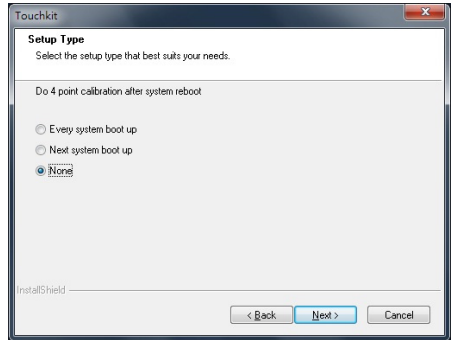 Touchkit
Setup Type
Select the setup type that best suits your needs.
Do 4 point calibration after system reboot
Every system boot up
Next system boot up
None
InstallShield
< Back Next > Cancel